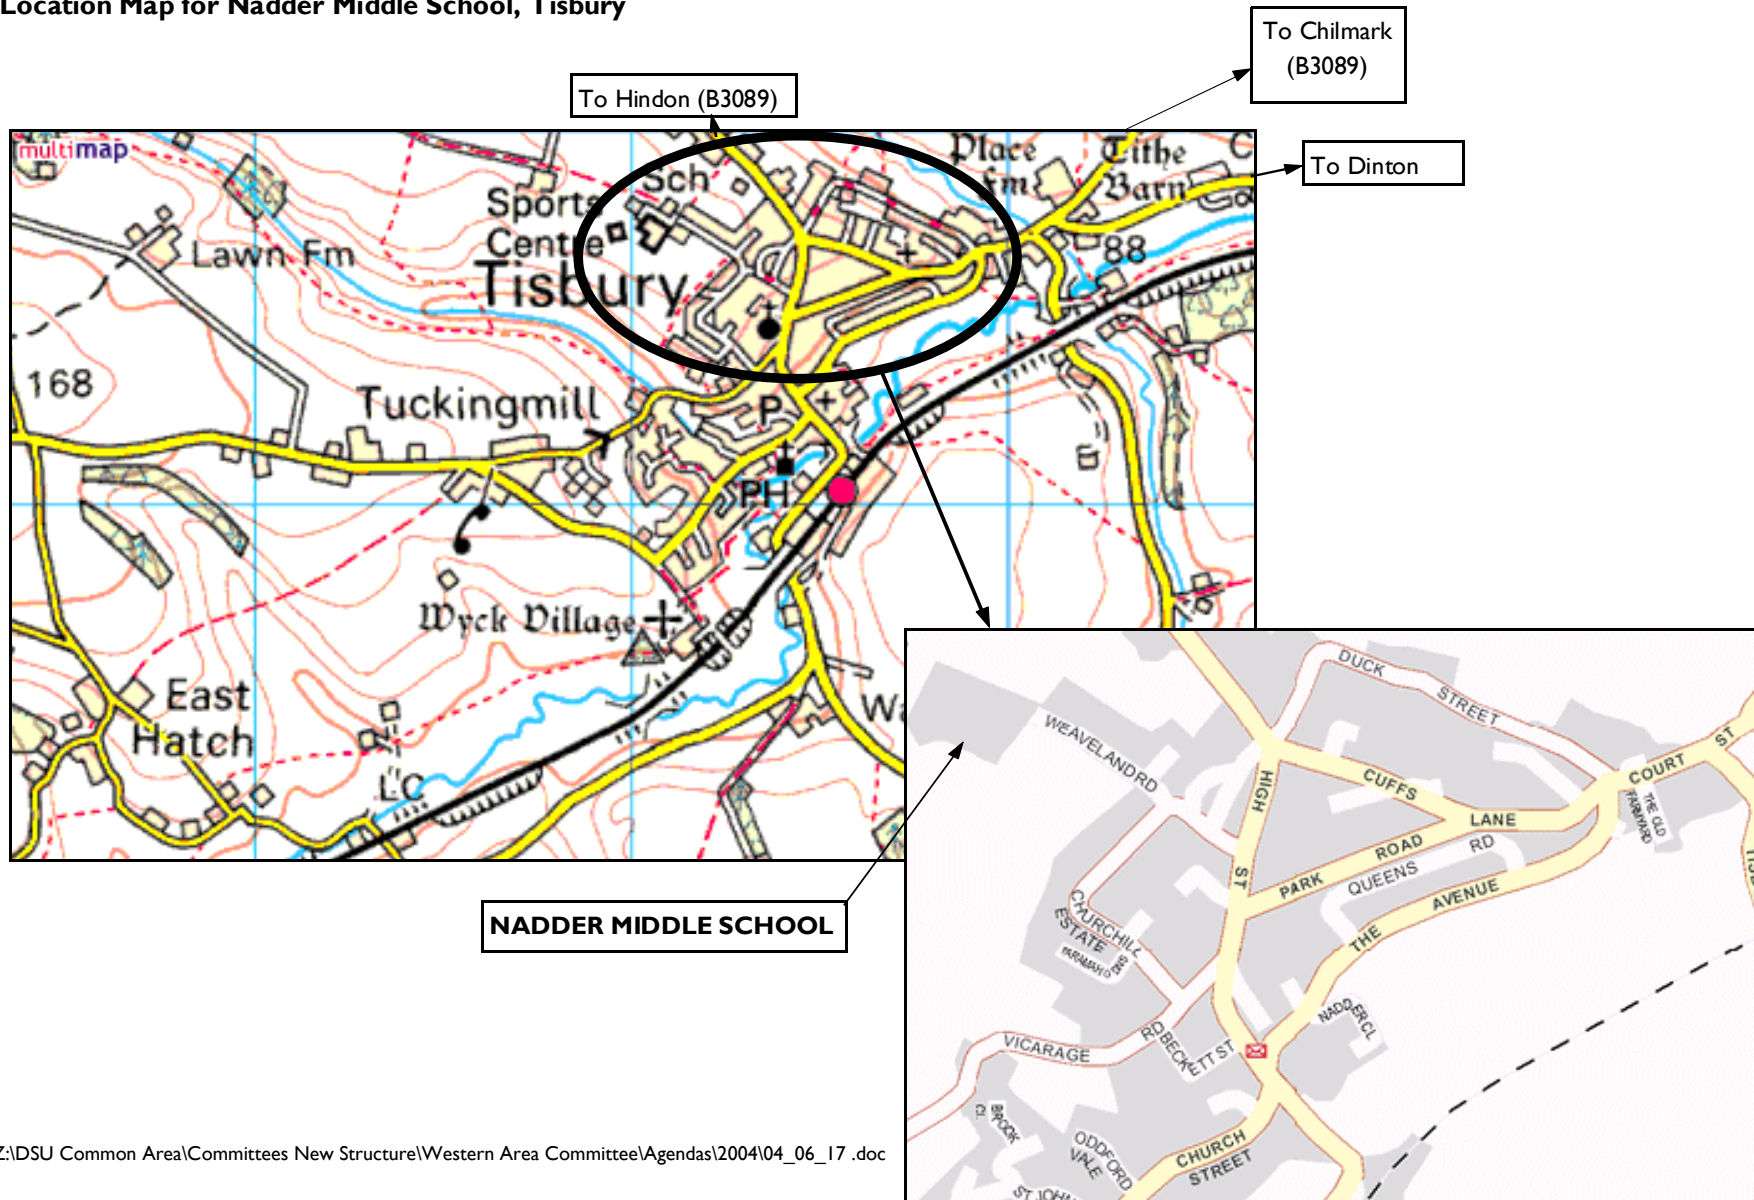 Location Map for Nadder Middle School, Tisbury
To Chilmark
(B3089)
To Hindon (B3089)
To Dinton
multimap
Place
Fm
Tithe
Barn
Sch
Sports
Centre
Tisbury
Lawn Fm
88
168
Tuckingmill
P
PH
Wyck Village
East
Hatch
LC
NADDER MIDDLE SCHOOL
DUCK
STREET
WEAVELAND RD
HIGH
ST
CUFFS
LANE
COURT
ST
THE OLD
FARMYARD
PARK
ROAD
QUEENS
RD
THE
AVENUE
CHURCHILL
ESTATE
NADDER CL
VICARAGE
RD
BECKETT ST
BROOK
CL
ODDFORD
VALE
CHURCH
STREET
Z:\DSU Common Area\Committees New Structure\Western Area Committee\Agendas\2004\04_06_17 .doc